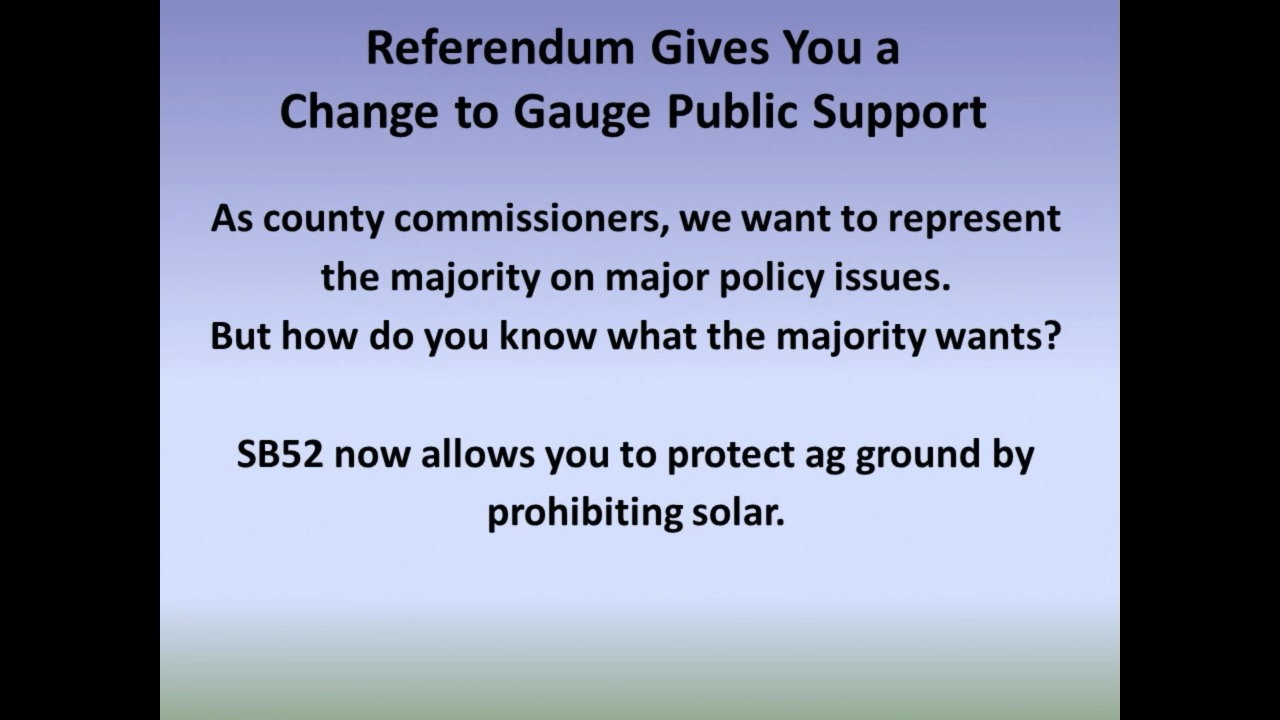 Referendum Gives You a
Change to Gauge Public Support
As county commissioners, we want to represent
the majority on major policy issues.
But how do you know what the majority wants?
SB52 now allows you to protect ag ground by
prohibiting solar.